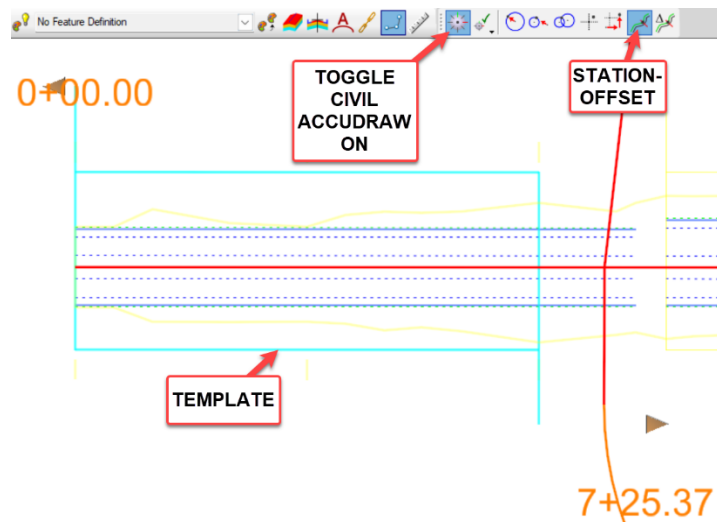 No Feature Definition
0+00.00
TOGGLE
CIVIL
ACCUDRAW
ON
STATION-
OFFSET
TEMPLATE
7+25.37